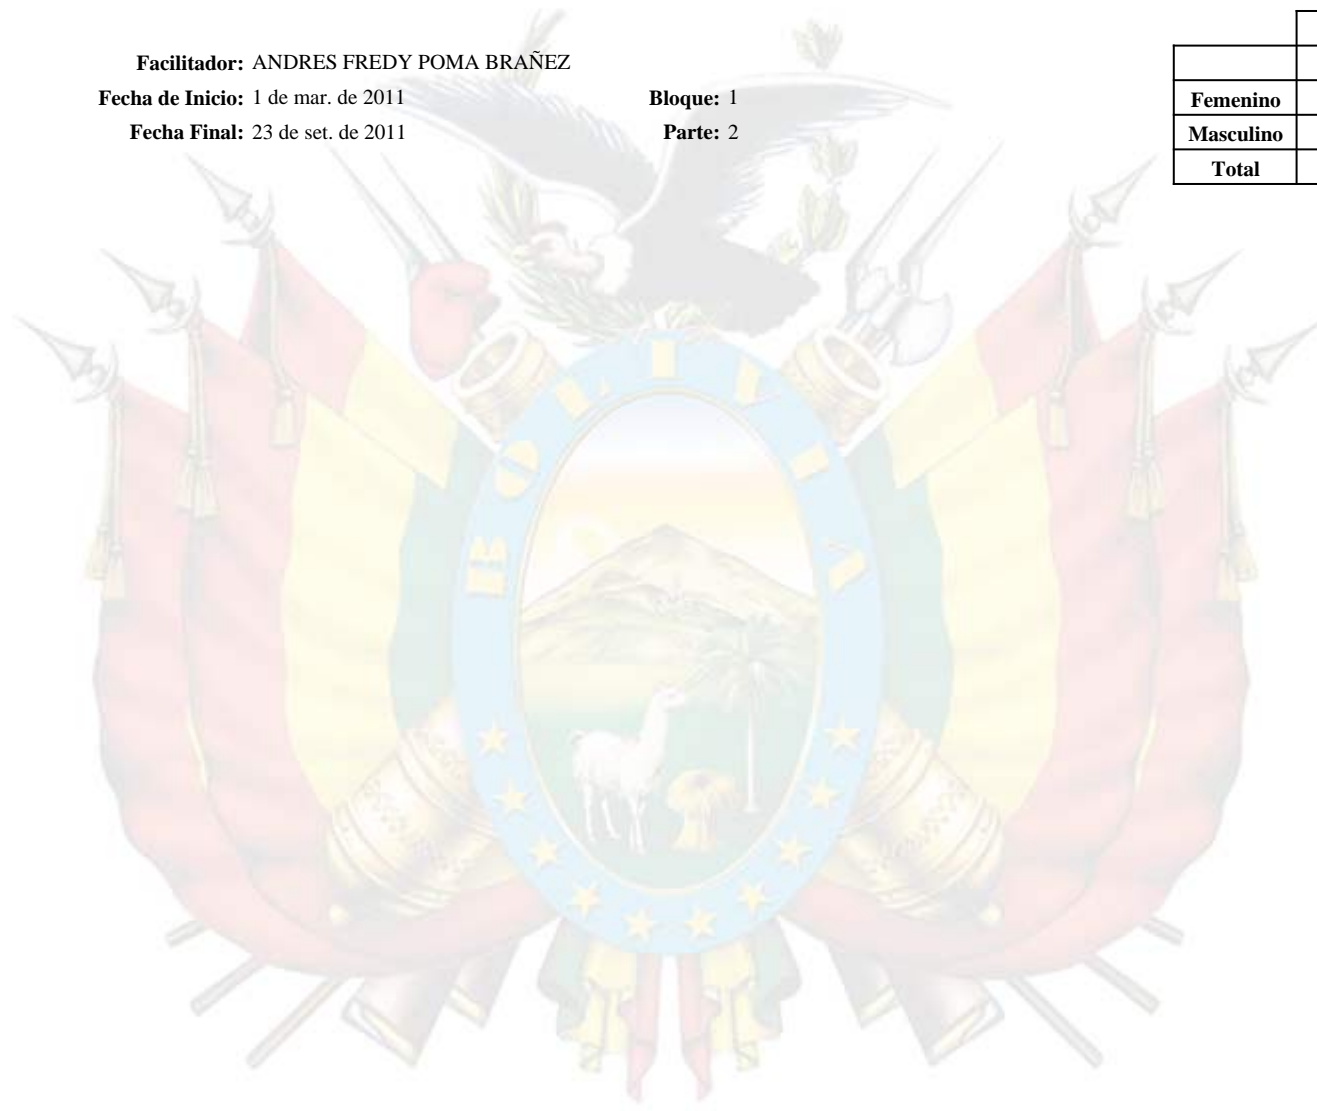 Facilitador: ANDRES FREDY POMA BRAÑEZ
Fecha de Inicio: 1 de mar. de 2011 Bloque: 1
Fecha Final: 23 de set. de 2011 Parte: 2
Femenino
Masculino
Total
BOLIVIA